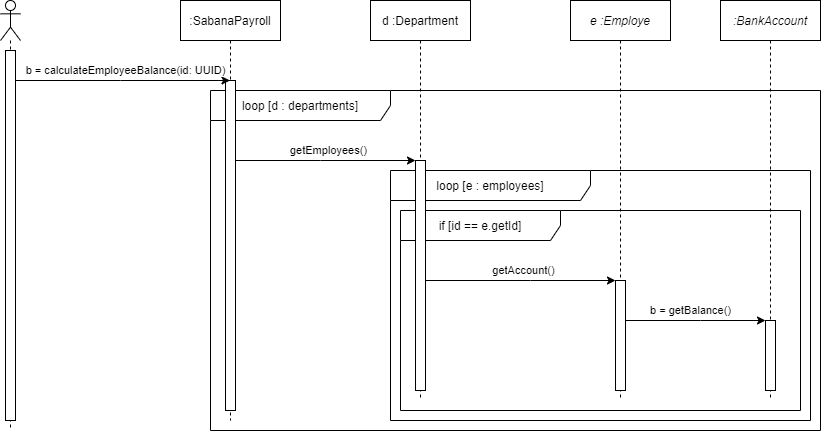 :SabanaPayroll
d :Department
e :Employe
:BankAccount
b = calculateEmployeeBalance(id: UUID)
loop [d : departments]
getEmployees()
loop [e : employees]
if [id == e.getId]
getAccount()
b = getBalance()